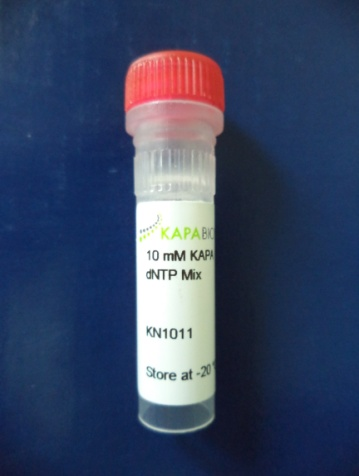 KAPABIO
10 mM KAPA
dNTP Mix
KN1011
Store at -20